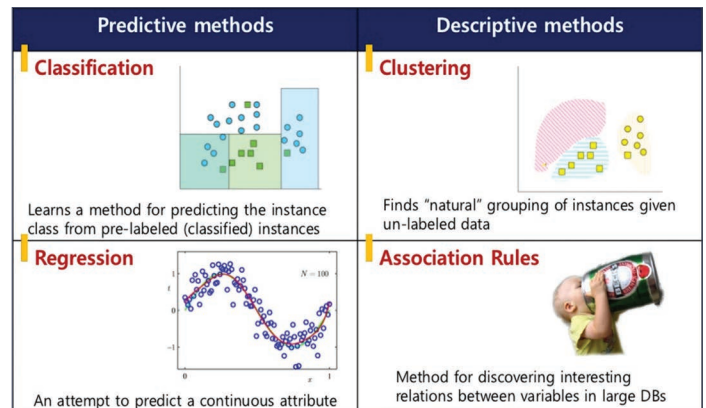 Predictive methods
Descriptive methods
Classification
Learns a method for predicting the instance
class from pre-labeled (classified) instances
Clustering
Finds “natural” grouping of instances given
un-labeled data
Regression
1
t
0
−1
N = 100
0
x
1
An attempt to predict a continuous attribute
Association Rules
Method for discovering interesting
relations between variables in large DBs